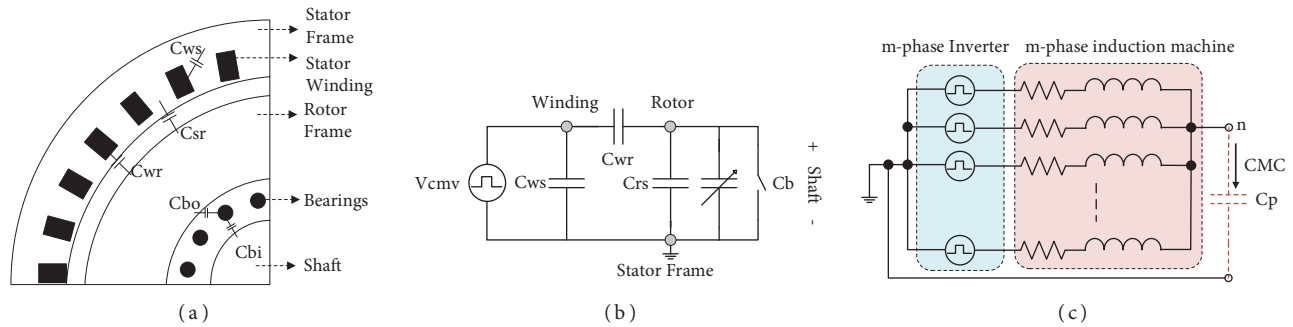 Stator
Frame
Cws
Stator
Winding
Rotor
Frame
Csr
Cwr
Cbo
Bearings
Cbi
Shaft
(a)
Winding
Rotor
Cwr
Vcmv
Cws
Crs
Cb
+ Shaft -
Stator Frame
(b)
m-phase Inverter
m-phase induction machine
n
CMC
Cp
(c)